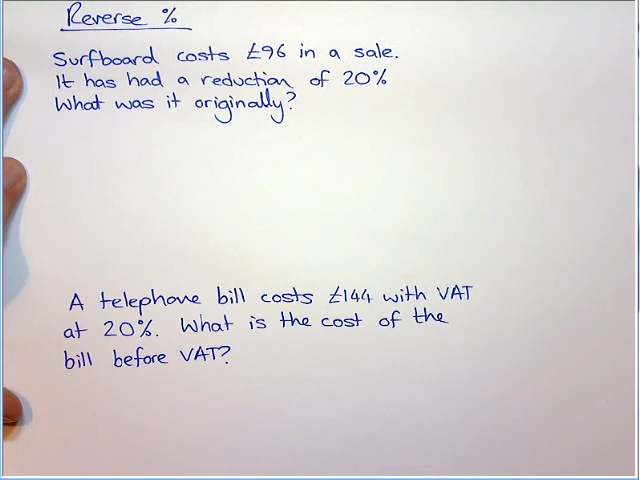 Reverse %
Surfboard costs £96 in a sale.
It has had a reduction of 20%
What was it originally?
A telephone bill costs £144 with VAT
at 20%. What is the cost of the
bill before VAT?